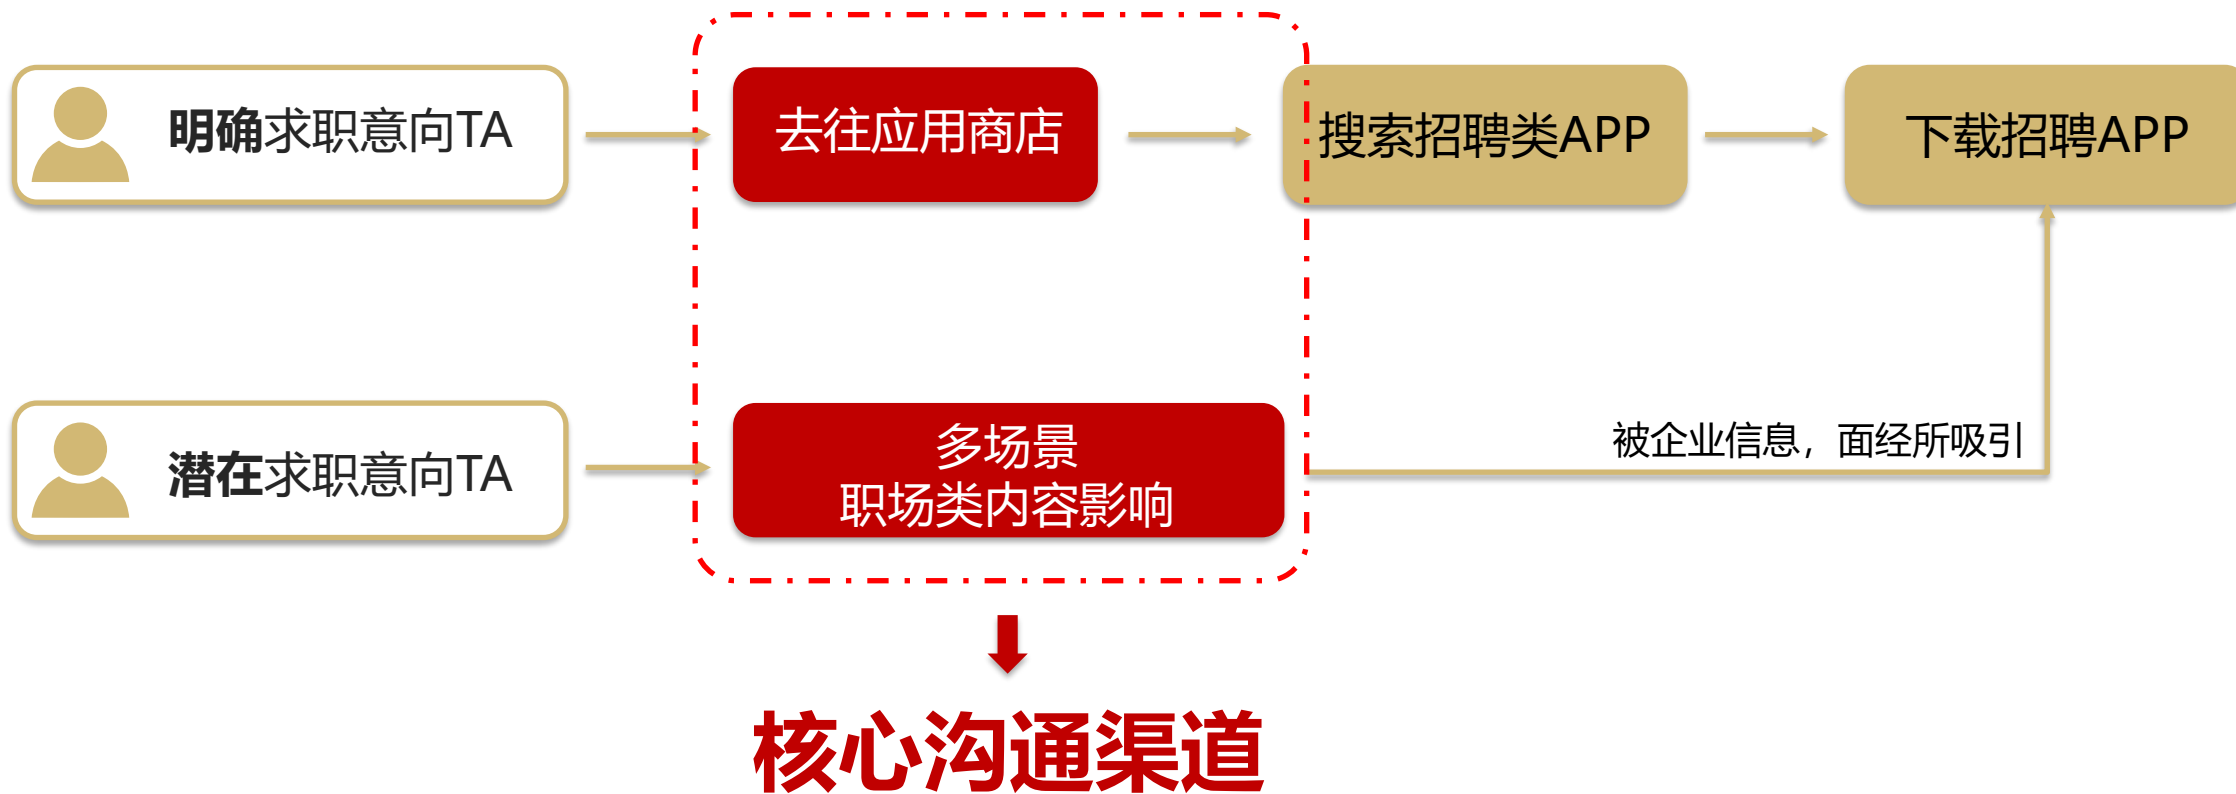 明确求职意向TA
去往应用商店
搜索招聘类APP
下载招聘APP
潜在求职意向TA
多场景
职场类内容影响
被企业信息，面经所吸引
核心沟通渠道